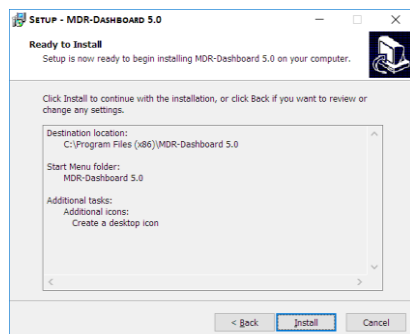 SETUP - MDR-DASHBOARD 5.0
Ready to Install
Setup is now ready to begin installing MDR-Dashboard 5.0 on your computer.
Click Install to continue with the installation, or click Back if you want to review or
change any settings.
Destination location:
C:\Program Files (x86)\MDR-Dashboard 5.0
Start Menu folder:
MDR-Dashboard 5.0
Additional tasks:
Additional icons:
Create a desktop icon
< Back
Install
Cancel